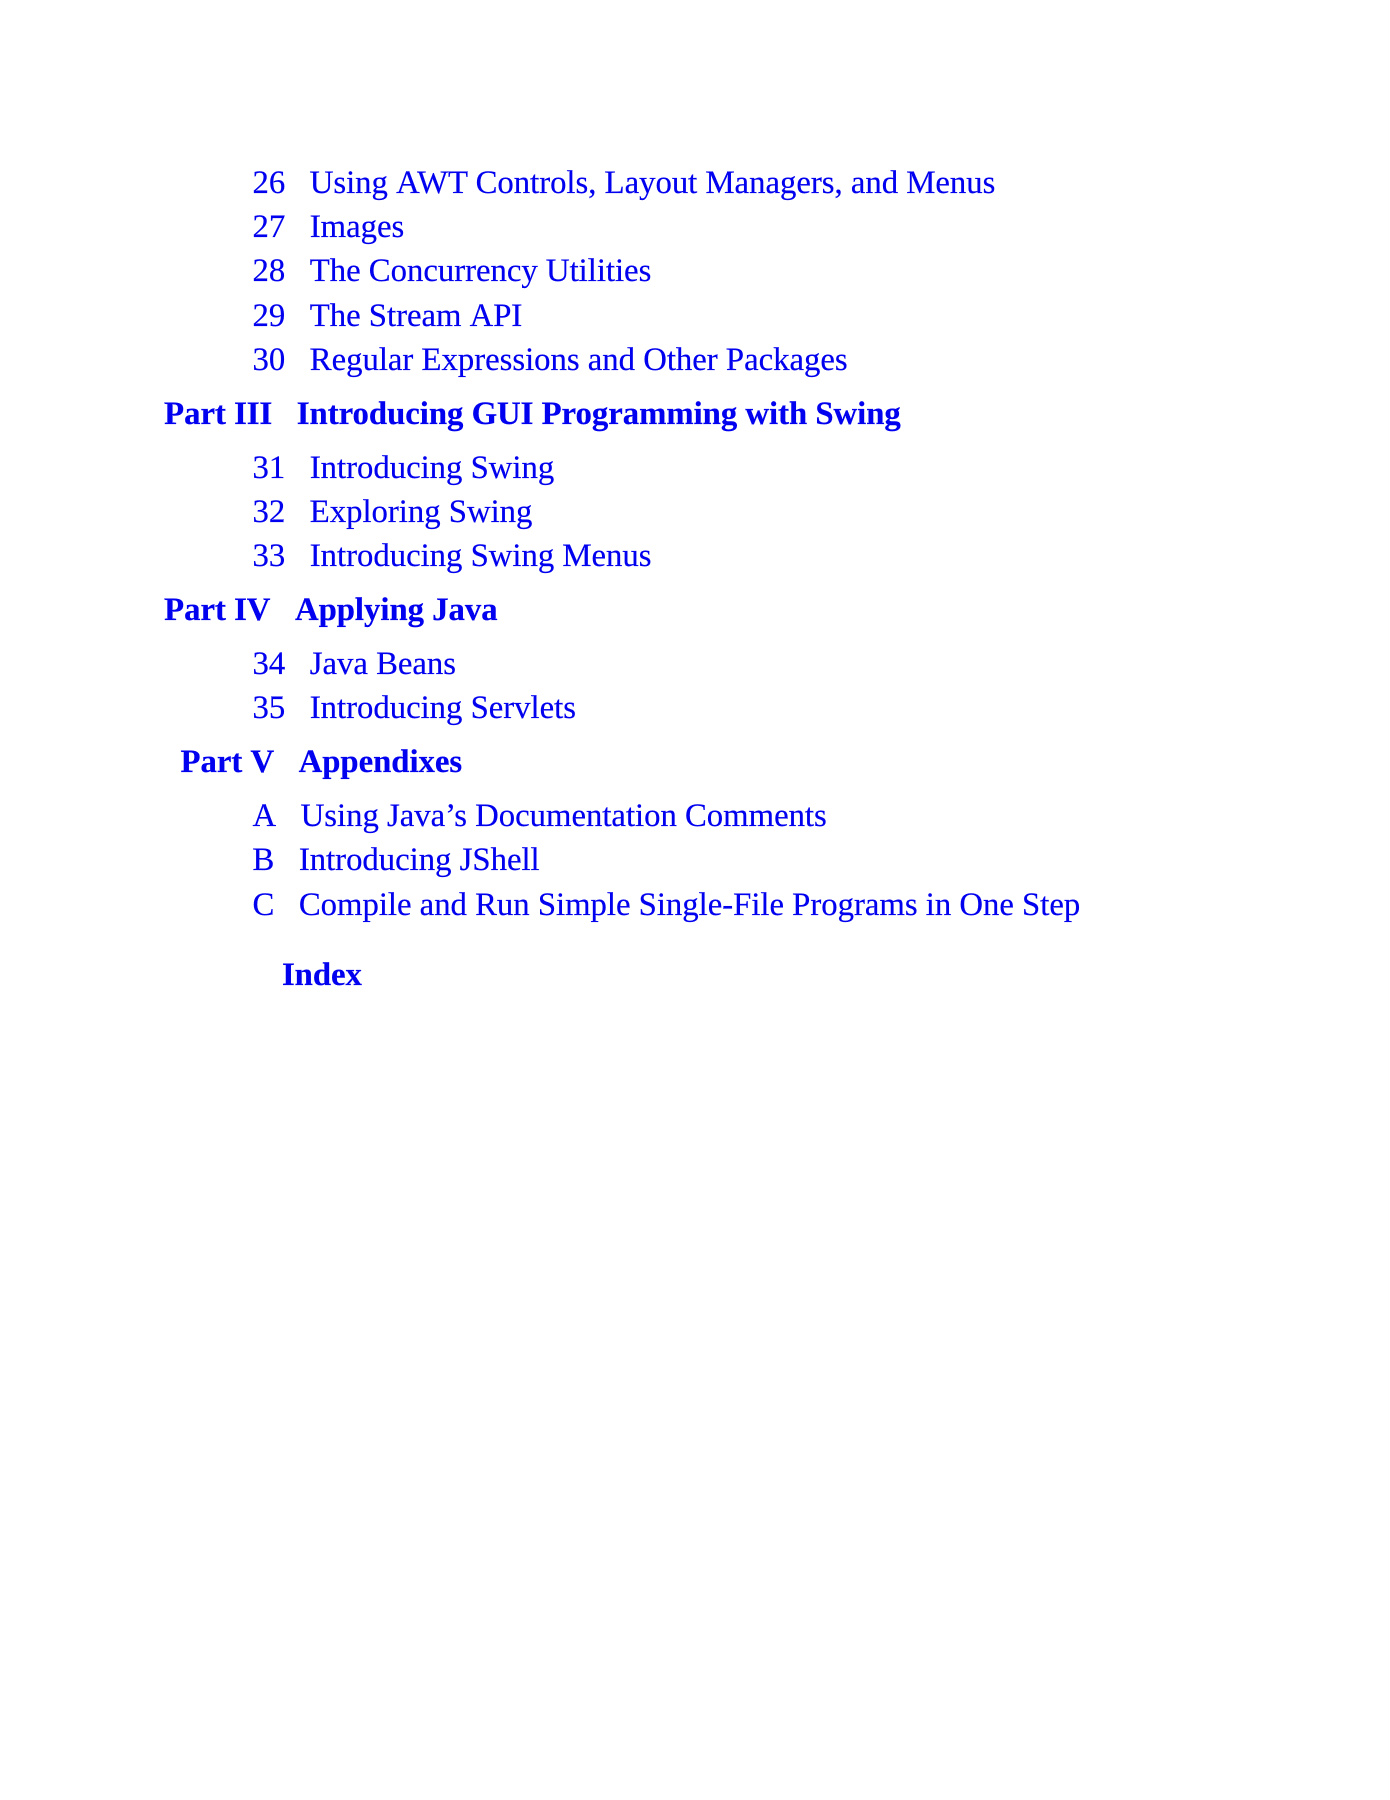 26 Using AWT Controls, Layout Managers, and Menus
27 Images
28 The Concurrency Utilities
29 The Stream API
30 Regular Expressions and Other Packages
Part III Introducing GUI Programming with Swing
31 Introducing Swing
32 Exploring Swing
33 Introducing Swing Menus
Part IV Applying Java
34 Java Beans
35 Introducing Servlets
Part V Appendixes
A Using Java’s Documentation Comments
B Introducing JShell
C Compile and Run Simple Single-File Programs in One Step
Index